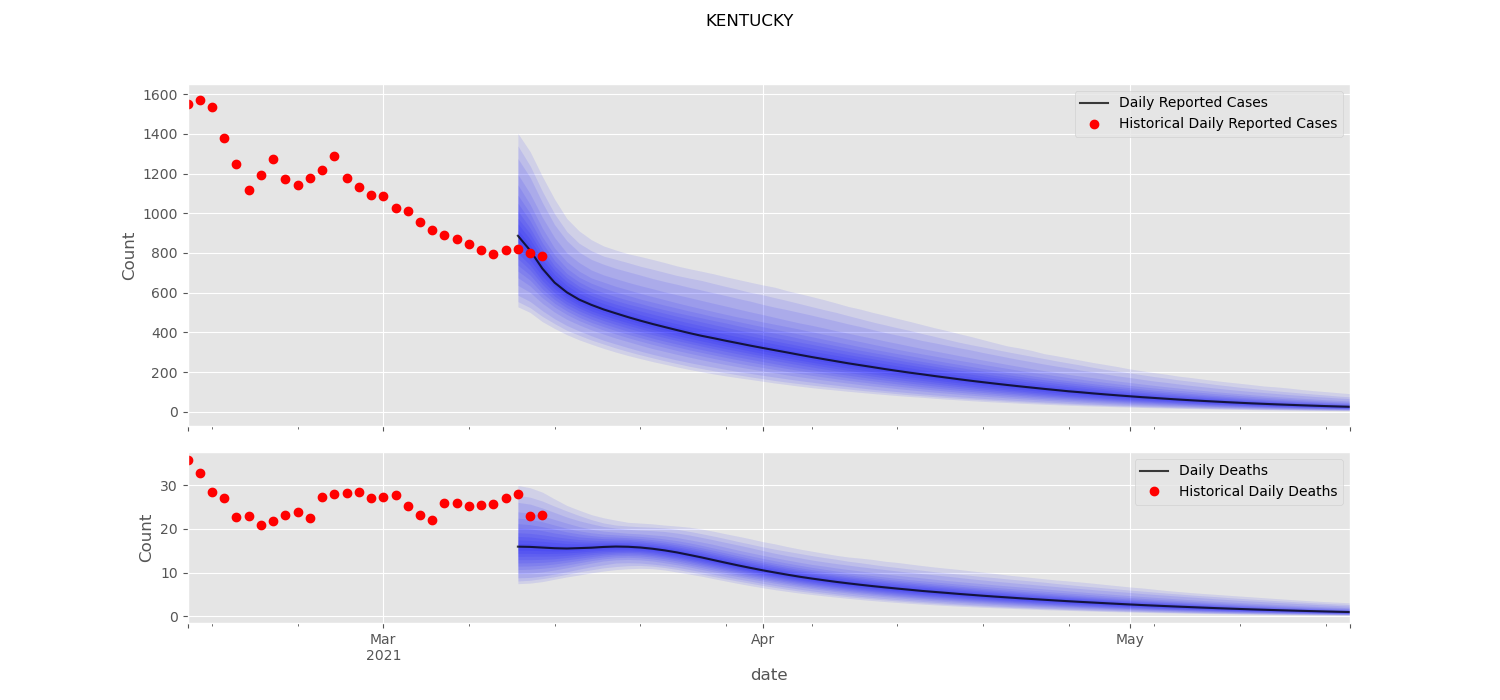 KENTUCKY
1600
1400
1200
1000
800
600
400
200
0
Count
Daily Reported Cases
Historical Daily Reported Cases
30
20
10
0
Count
Daily Deaths
Historical Daily Deaths
Mar
2021
Apr
May
date